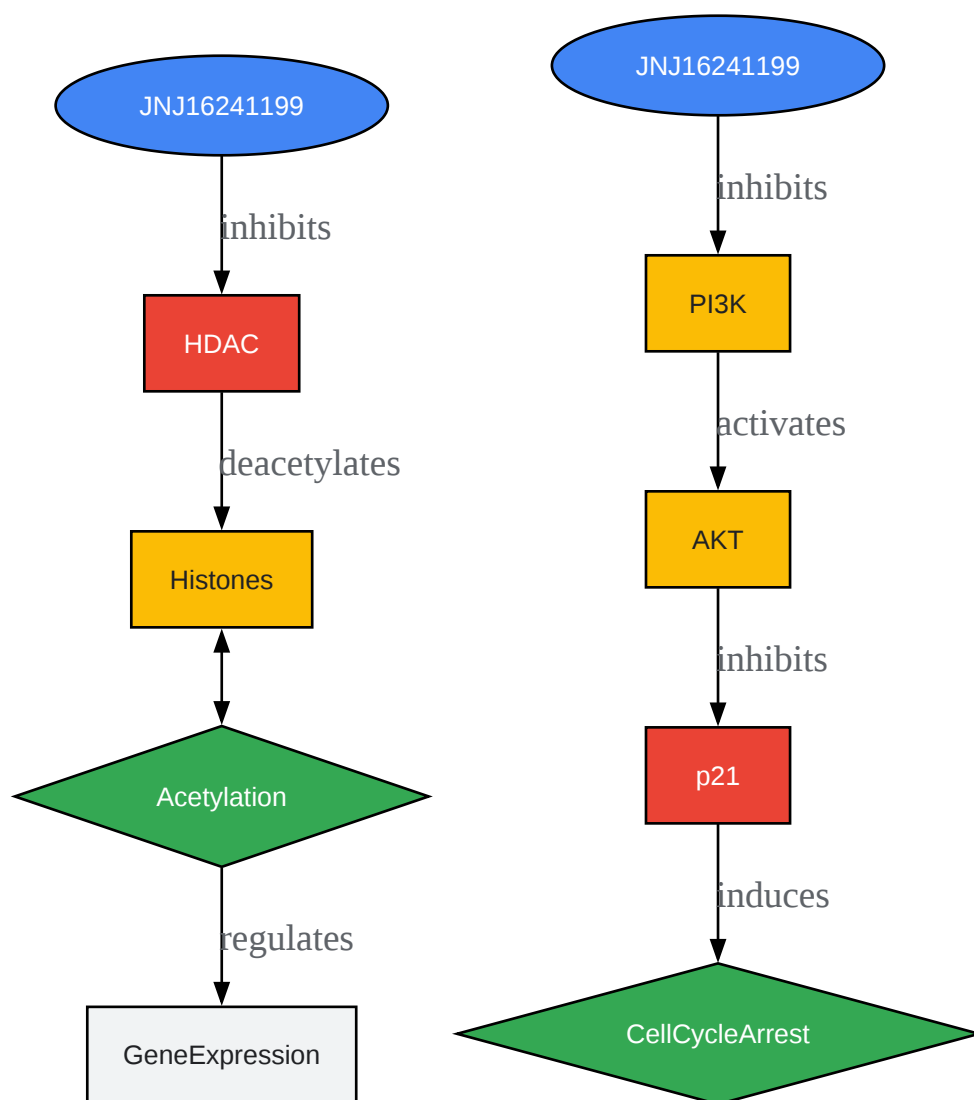 JNJ16241199
inhibits
HDAC
deacetylates
Histones
Acetylation
regulates
GeneExpression
JNJ16241199
inhibits
PI3K
activates
AKT
inhibits
p21
induces
CellCycleArrest